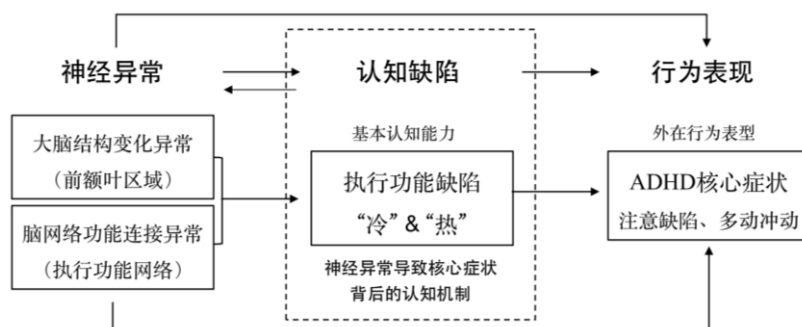 神经异常
认知缺陷
行为表现
大脑结构变化异常
（前额叶区域）
脑网络功能连接异常
（执行功能网络）
基本认知能力
执行功能缺陷
“冷” & “热”
神经异常导致核心症状
背后的认知机制
外在行为表型
ADHD核心症状
注意缺陷、多动冲动